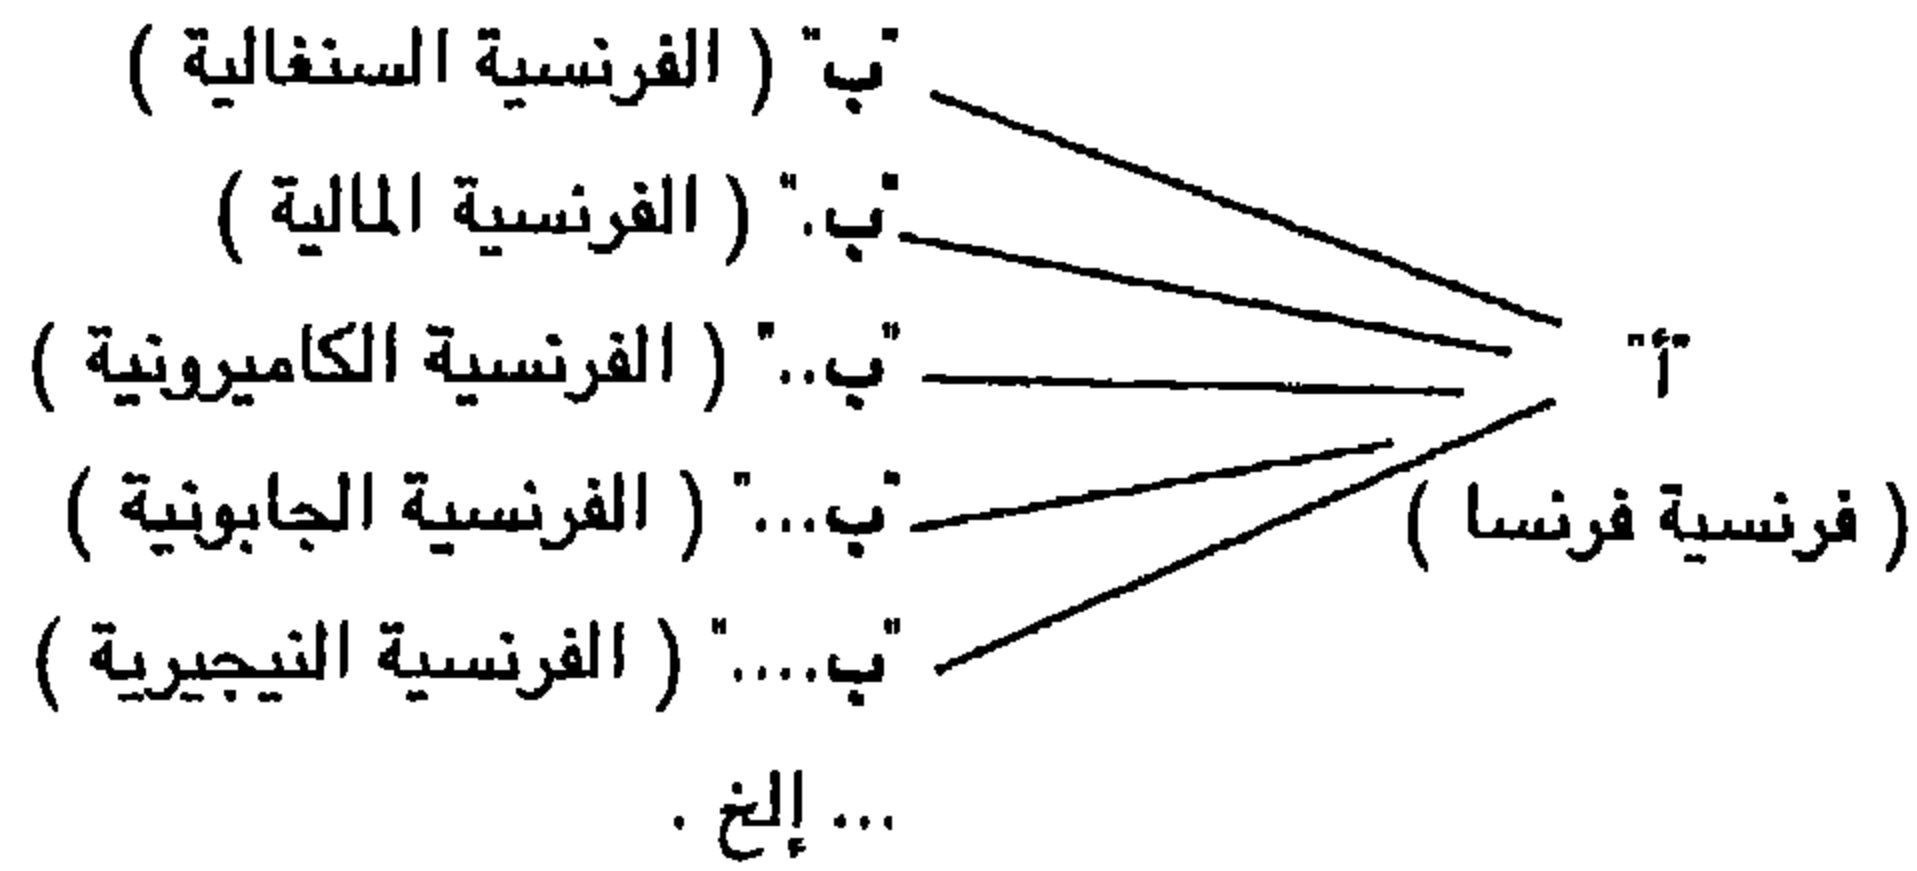 "ب" ( الفرنسية السنغالية )
"ب." ( الفرنسية المالية )
"أ"
"ب.." ( الفرنسية الكاميرونية )
( فرنسية فرنسا )
"ب..." ( الفرنسية الجابونية )
"ب...." ( الفرنسية النيجيرية )
... إلخ .